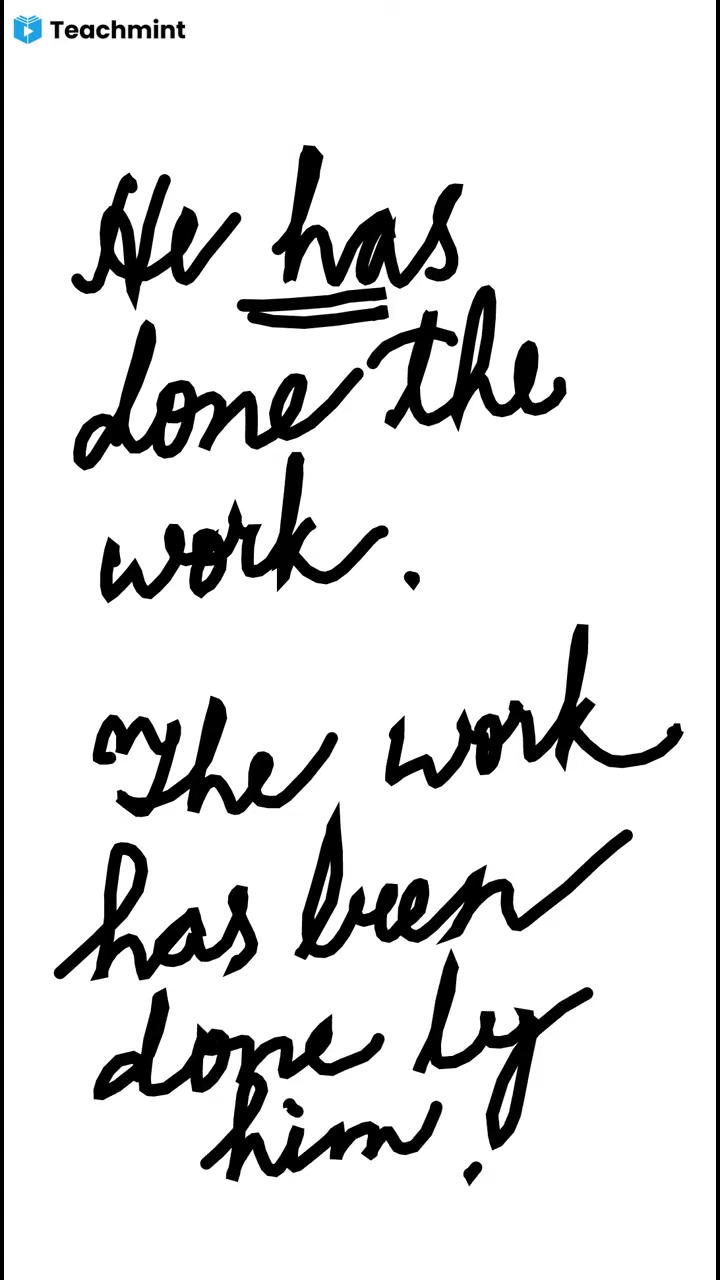 Teachmint
He has
done the
work.
The work
has been
done by
him.